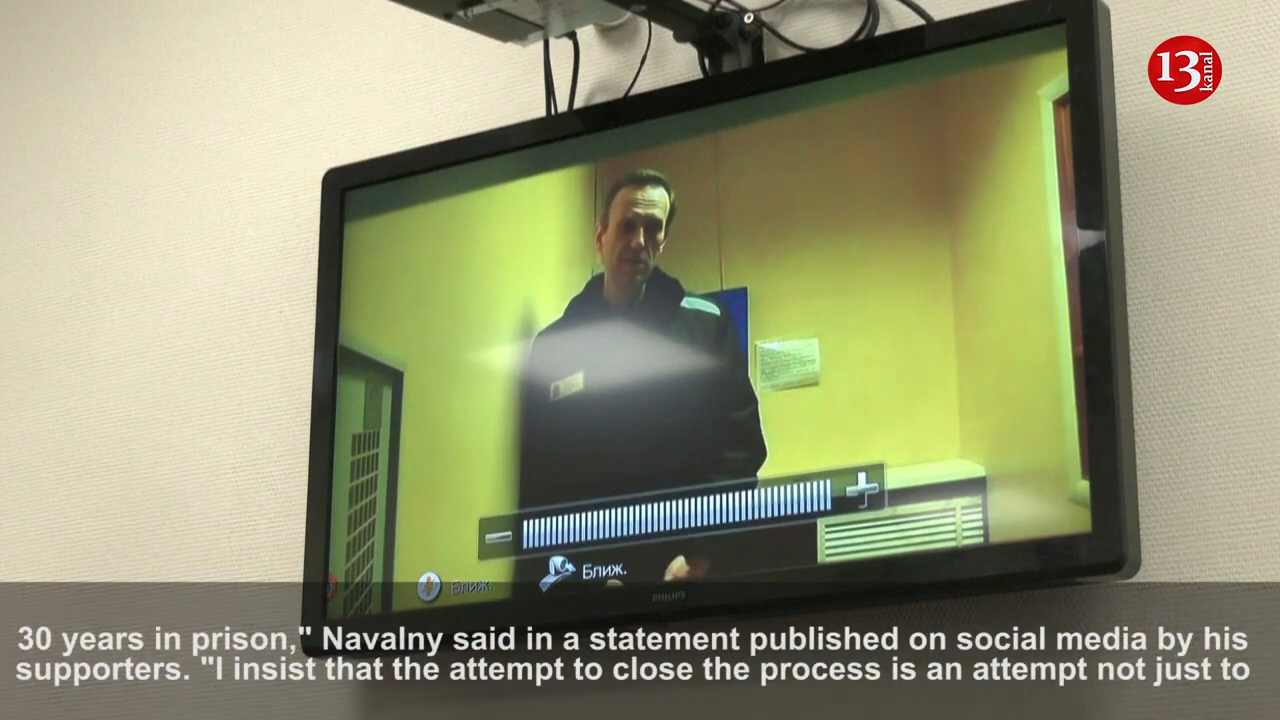 13
kanal
Ближ.
Ближ.
PHILIPS
30 years in prison," Navalny said in a statement published on social media by his
supporters. "I insist that the attempt to close the process is an attempt not just to